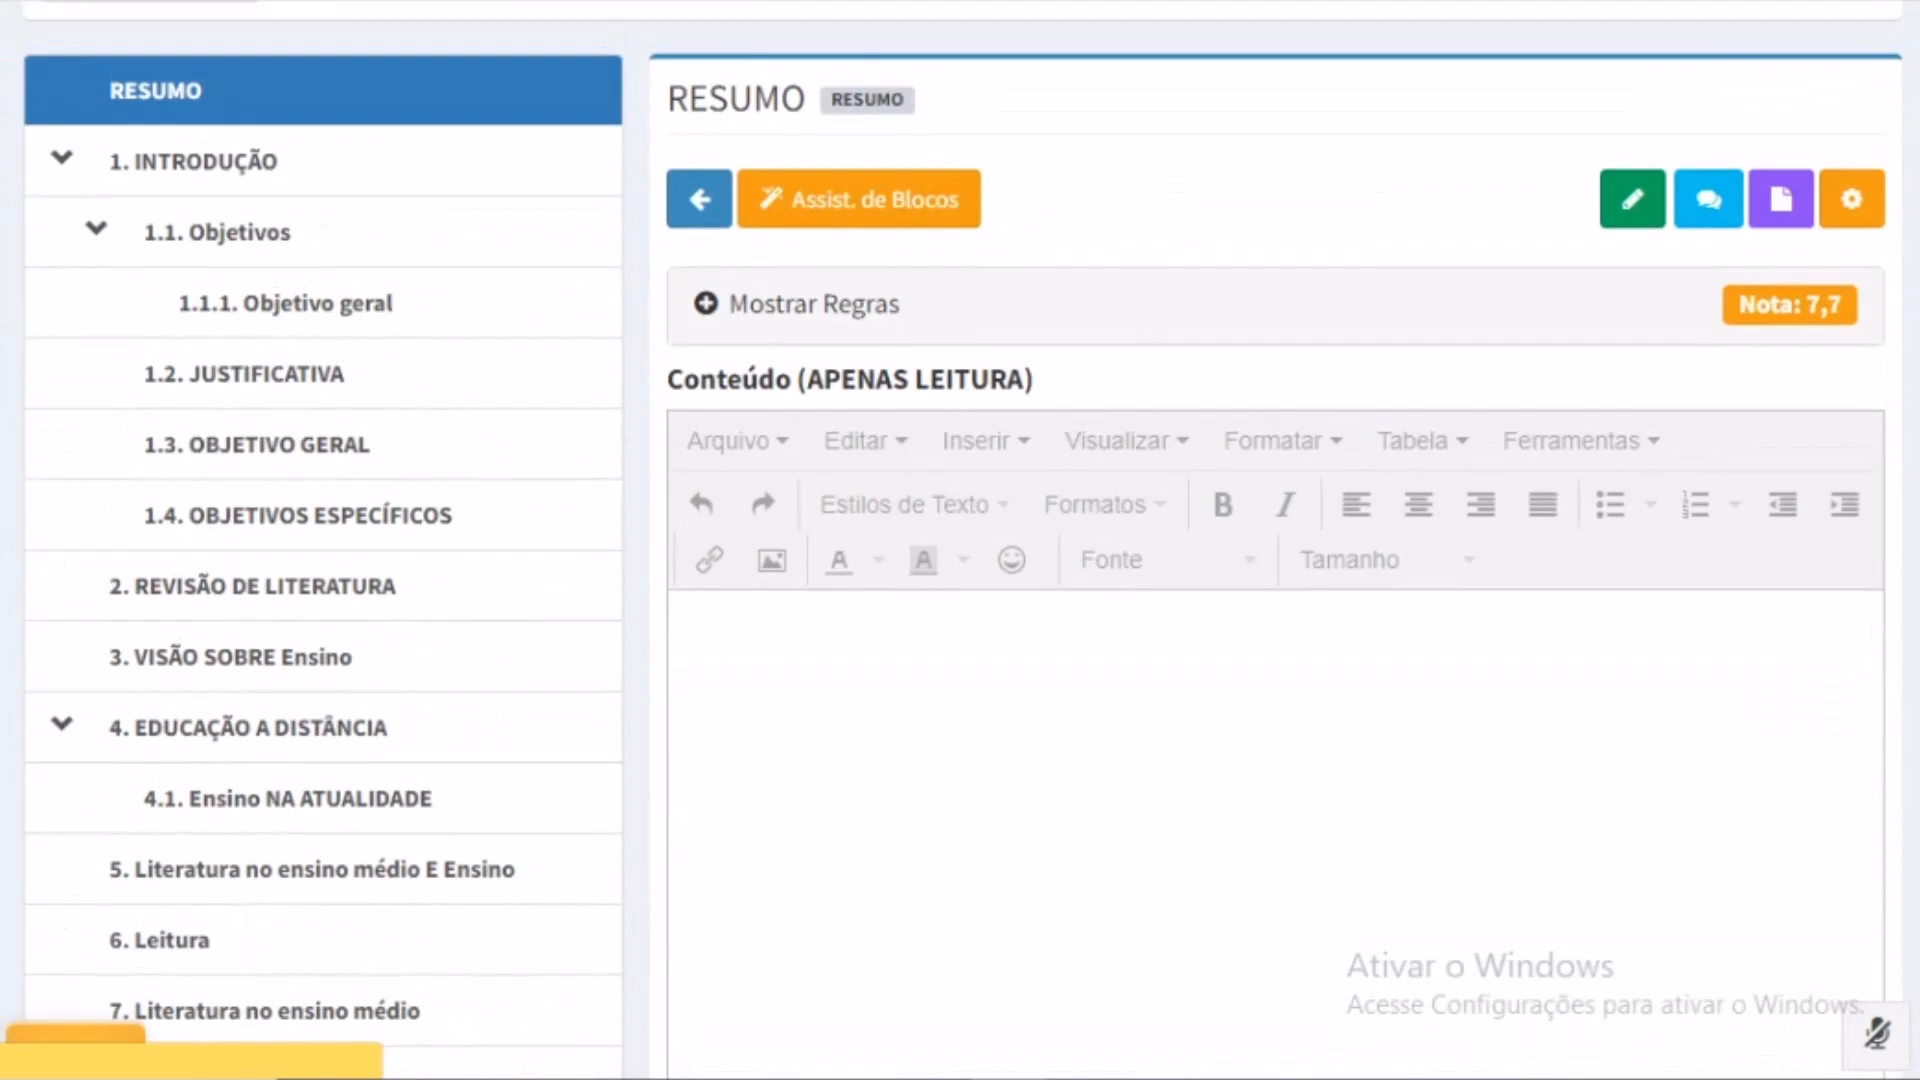 RESUMO
1. INTRODUÇÃO
1.1. Objetivos
1.1.1. Objetivo geral
1.2. JUSTIFICATIVA
1.3. OBJETIVO GERAL
1.4. OBJETIVOS ESPECÍFICOS
2. REVISÃO DE LITERATURA
3. VISÃO SOBRE Ensino
4. EDUCAÇÃO A DISTÂNCIA
4.1. Ensino NA ATUALIDADE
5. Literatura no ensino médio E Ensino
6. Leitura
7. Literatura no ensino médio
RESUMO RESUMO
Assist. de Blocos
Mostrar Regras Nota: 7,7
Conteúdo (APENAS LEITURA)
Arquivo Editar Inserir Visualizar Formatar Tabela Ferramentas
Estilos de Texto Formatos B I
A A Fonte Tamanho
Ativar o Windows
Acesse Configurações para ativar o Windows.